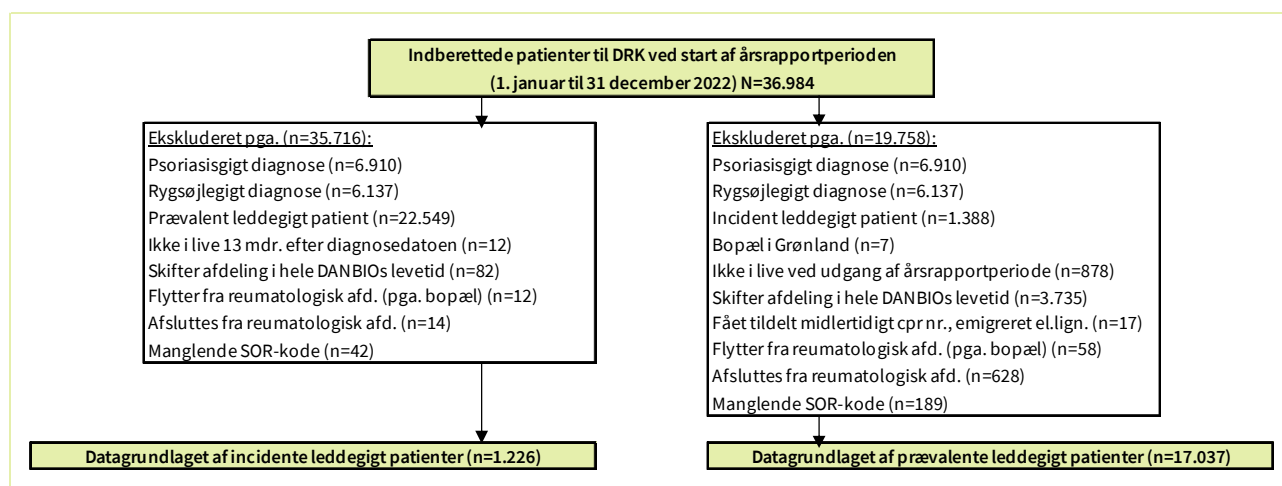 Indberettede patienter til DRK ved start af årsrapportperioden
(1. januar til 31 december 2022) N=36.984
Ekskluderet pga. (n=35.716):
Psoriasisgigt diagnose (n=6.910)
Rygsøjlegigt diagnose (n=6.137)
Prævalent leddegigt patient (n=22.549)
Ikke i live 13 mdr. efter diagnosedatoen (n=12)
Skifter afdeling i hele DANBIOs levetid (n=82)
Flytter fra reumatologisk afd. (pga. bopæl) (n=12)
Afsluttes fra reumatologisk afd. (n=14)
Manglende SOR-kode (n=42)
Ekskluderet pga. (n=19.758):
Psoriasisgigt diagnose (n=6.910)
Rygsøjlegigt diagnose (n=6.137)
Incident leddegigt patient (n=1.388)
Bopæl i Grønland (n=7)
Ikke i live ved udgang af årsrapportperiode (n=878)
Skifter afdeling i hele DANBIOs levetid (n=3.735)
Fået tildelt midlertidigt cpr nr., emigreret el.lign. (n=17)
Flytter fra reumatologisk afd. (pga. bopæl) (n=58)
Afsluttes fra reumatologisk afd. (n=628)
Manglende SOR-kode (n=189)
Datagrundlaget af incidente leddegigt patienter (n=1.226)
Datagrundlaget af prævalente leddegigt patienter (n=17.037)